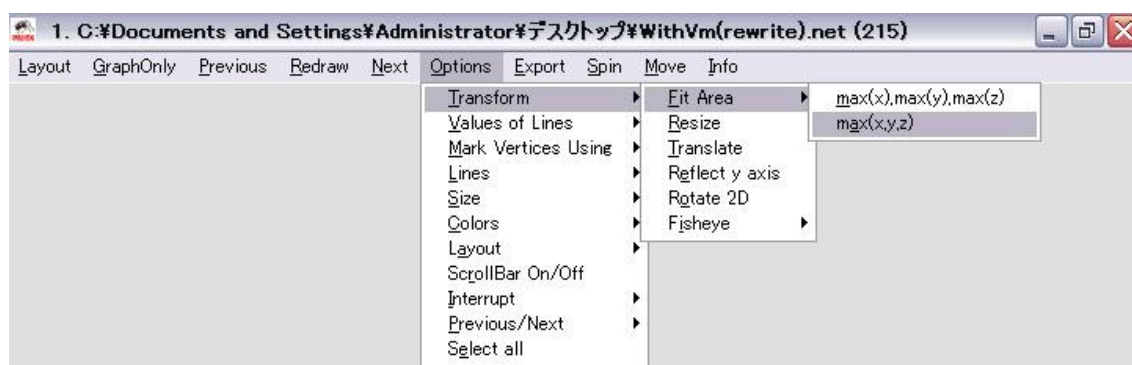 1. C:¥Documents and Settings¥Administrator¥デスクトップ¥WithVm(rewrite).net (215)
Layout GraphOnly Previous Redraw Next Options Export Spin Move Info
Transform
Values of Lines
Mark Vertices Using
Lines
Size
Colors
Layout
ScrollBar On/Off
Interrupt
Previous/Next
Select all
Fit Area
Resize
Translate
Reflect y axis
Rotate 2D
Fisheye
max(x),max(y),max(z)
max(x,y,z)